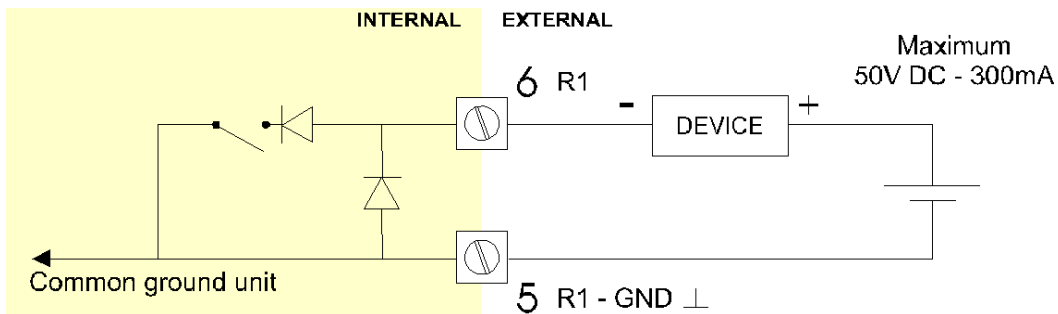 INTERNAL EXTERNAL
Maximum
50V DC - 300mA
6 R1
- DEVICE +
Common ground unit
5 R1 - GND ⊥